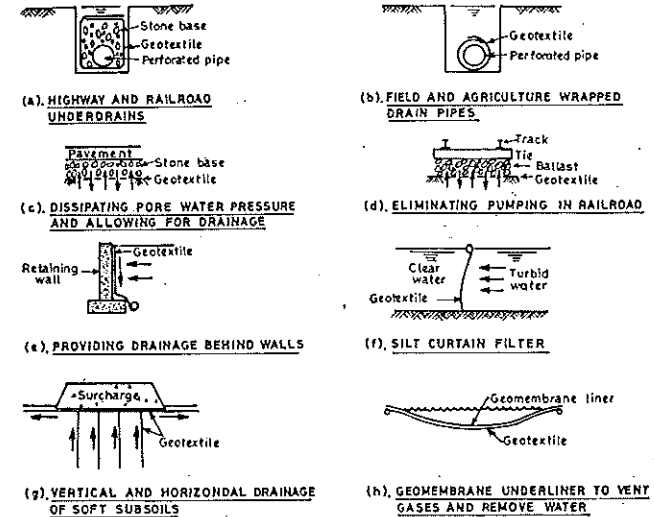 Stone base
Geotextile
Perforated pipe
(a). HIGHWAY AND RAILROAD
UNDERDRAINS
Geotextile
Perforated pipe
(b). FIELD AND AGRICULTURE WRAPPED
DRAIN PIPES
Pavement
Stone base
Geotextile
(c). DISSIPATING PORE WATER PRESSURE
AND ALLOWING FOR DRAINAGE
Track
Tie
Ballast
Geotextile
(d). ELIMINATING PUMPING IN RAILROAD
Geotextile
Retaining
wall
(e). PROVIDING DRAINAGE BEHIND WALLS
Clear
water
Turbid
water
Geotextile
(f). SILT CURTAIN FILTER
Surcharge
Geotextile
(g). VERTICAL AND HORIZONDAL DRAINAGE
OF SOFT SUBSOILS
Geomembrane liner
Geotextile
(h). GEOMEMBRANE UNDERLINER TO VENT
GASES AND REMOVE WATER